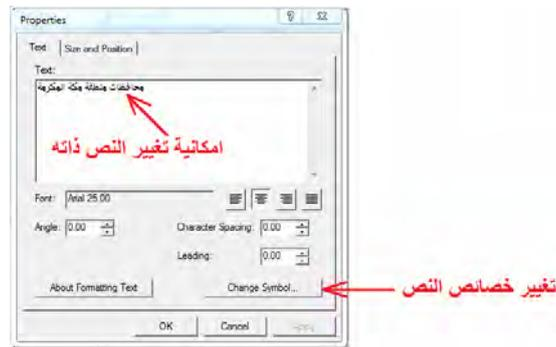 Properties
Text
Size and Position
Text:
محافظات منطقة مكة المكرمة
امكانية تغيير النص ذاته
Font: Arial 25.00
Angle: 0.00
Character Spacing: 0.00
Leading: 0.00
About Formatting Text
Change Symbol...
تغيير خصائص النص
OK
Cancel
Apply